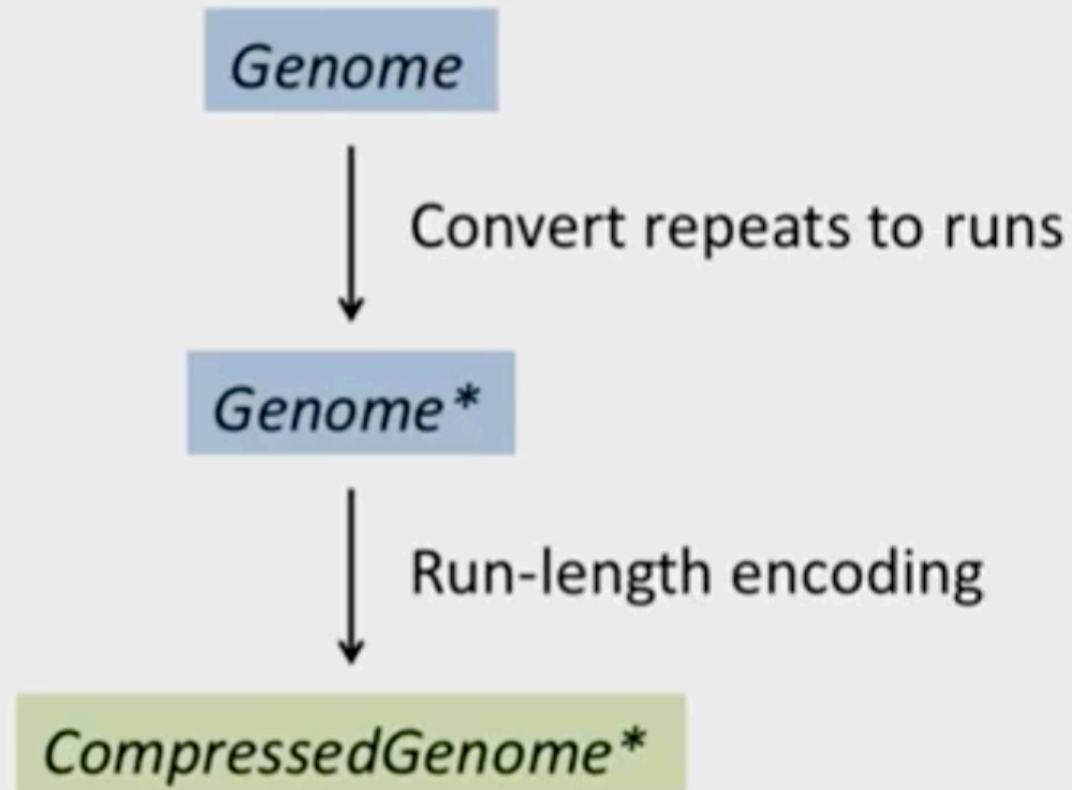 Genome
Convert repeats to runs
Genome*
Run-length encoding
CompressedGenome*